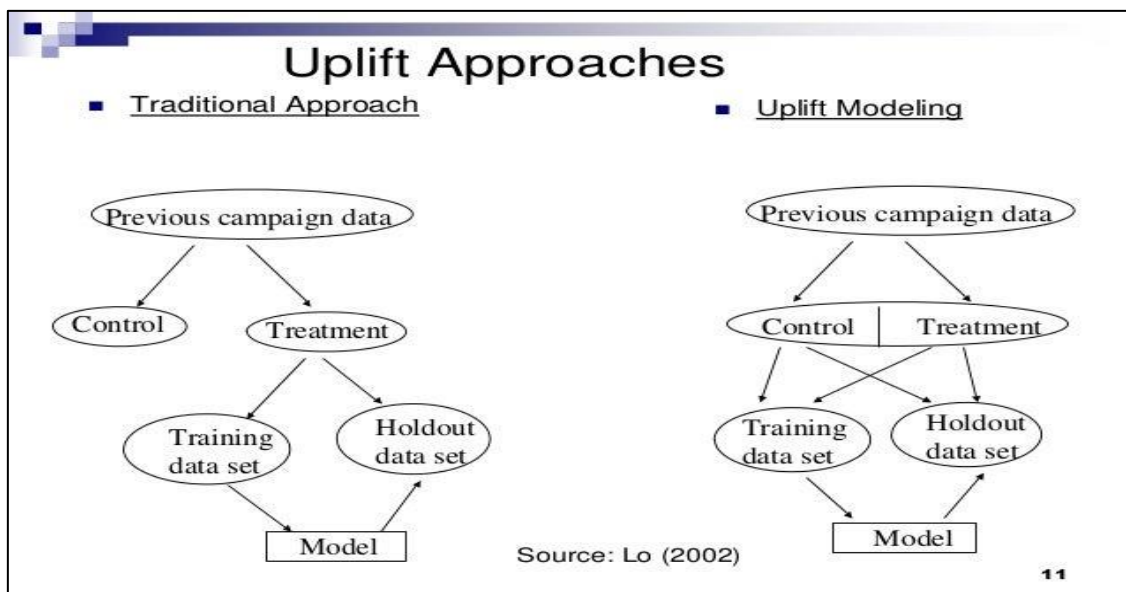 Uplift Approaches
Traditional Approach
Previous campaign data
Control
Treatment
Training
data set
Holdout
data set
Model
Uplift Modeling
Previous campaign data
Control
Treatment
Training
data set
Holdout
data set
Model
Source: Lo (2002)
11